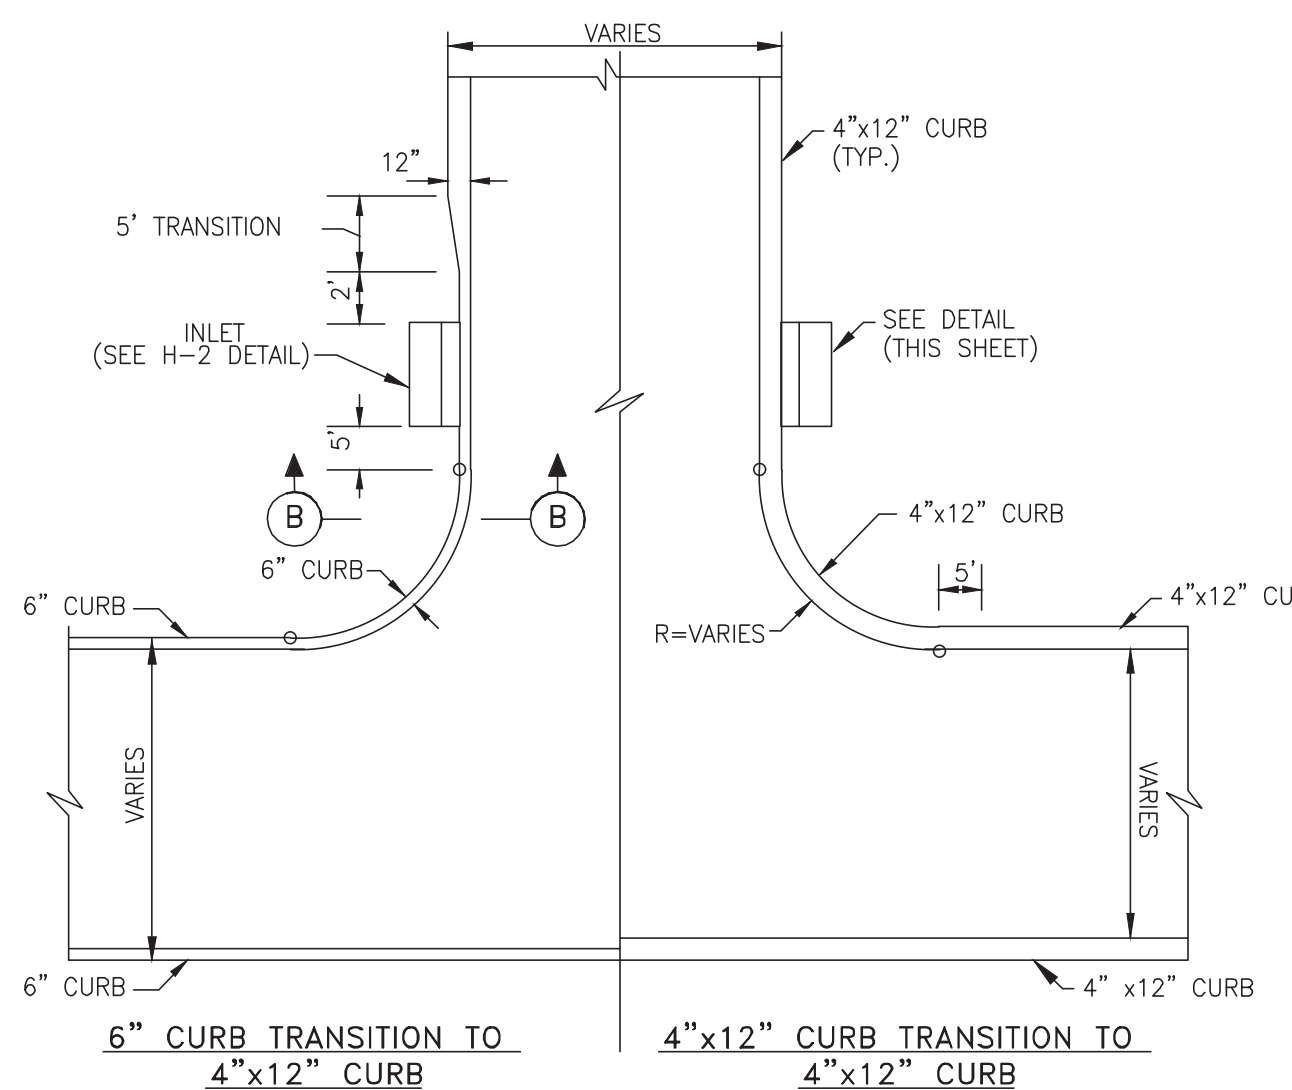 VARIES
4”x12” CURB
(TYP.)
12”
5’ TRANSITION
2’
INLET
(SEE H-2 DETAIL)
SEE DETAIL
(THIS SHEET)
5’
B
B
4”x12” CURB
6” CURB
5'
6” CURB
4”x12” CU
R=VARIES
VARIES
VARIES
6” CURB
4” x12” CURB
6” CURB TRANSITION TO
4”x12” CURB
4”x12” CURB TRANSITION TO
4”x12” CURB